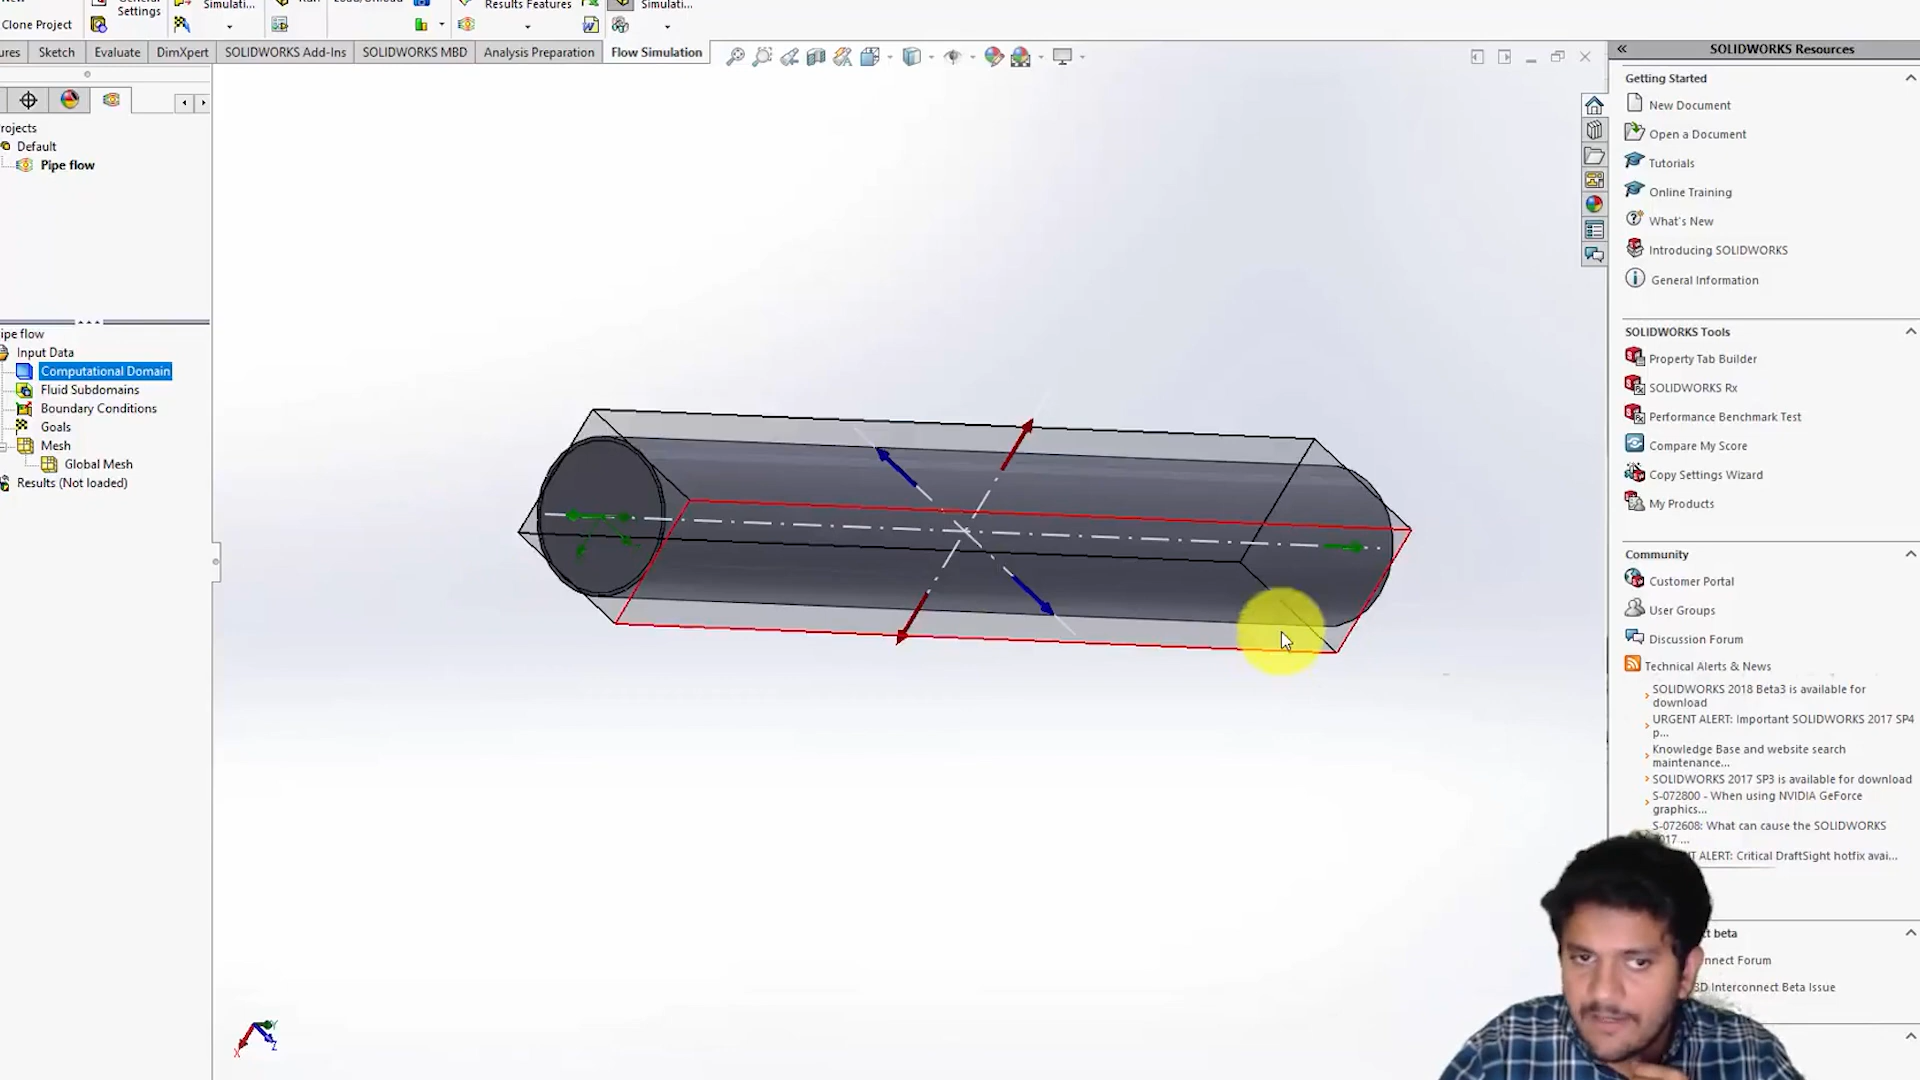 Clone Project
General
Settings
Simulati...
Results Features
Simulati...
ures
Sketch
Evaluate
DimXpert
SOLIDWORKS Add-Ins
SOLIDWORKS MBD
Analysis Preparation
Flow Simulation
rojects
Default
Pipe flow
ipe flow
Input Data
Computational Domain
Fluid Subdomains
Boundary Conditions
Goals
Mesh
Global Mesh
Results (Not loaded)
X
Y
Z
SOLIDWORKS Resources
Getting Started
New Document
Open a Document
Tutorials
Online Training
What's New
Introducing SOLIDWORKS
General Information
SOLIDWORKS Tools
Property Tab Builder
SOLIDWORKS Rx
Performance Benchmark Test
Compare My Score
Copy Settings Wizard
My Products
Community
Customer Portal
User Groups
Discussion Forum
Technical Alerts & News
SOLIDWORKS 2018 Beta3 is available for
download
URGENT ALERT: Important SOLIDWORKS 2017 SP4
p...
Knowledge Base and website search
maintenance...
SOLIDWORKS 2017 SP3 is available for download
S-072800 - When using NVIDIA GeForce
graphics...
S-072608: What can cause the SOLIDWORKS
2017 ...
NT ALERT: Critical DraftSight hotfix avai...
ct beta
nnect Forum
3D Interconnect Beta Issue